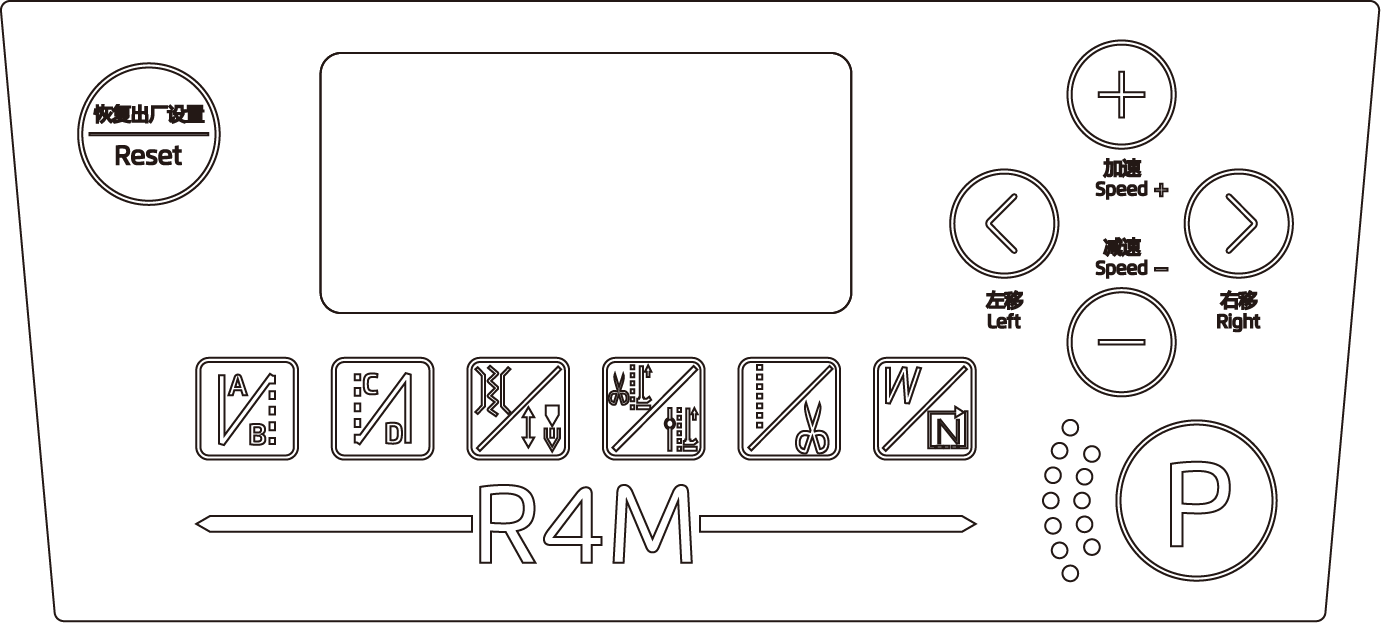 恢复出厂设置
Reset
+
加速
Speed +
<
>
减速
Speed −
左移
Left
右移
Right
−
A
B
C
D
W
N
R4M
P